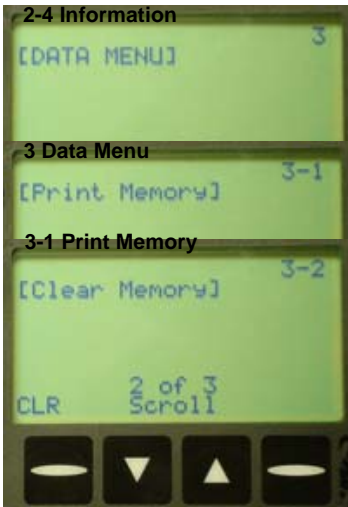 2-4 Information
3
[DATA MENU]
3 Data Menu
3-1
[Print Memory]
3-1 Print Memory
3-2
[Clear Memory]
2 of 3
CLR Scroll